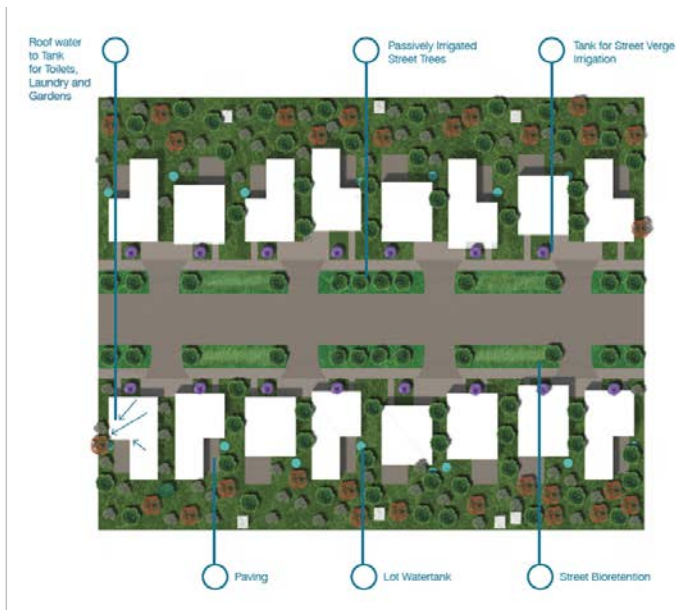 Roof water
to Tank
for Toilets,
Laundry and
Gardens
Passively Irrigated
Street Trees
Tank for Street Verge
Irrigation
Paving
Lot Watertank
Street Bioretention